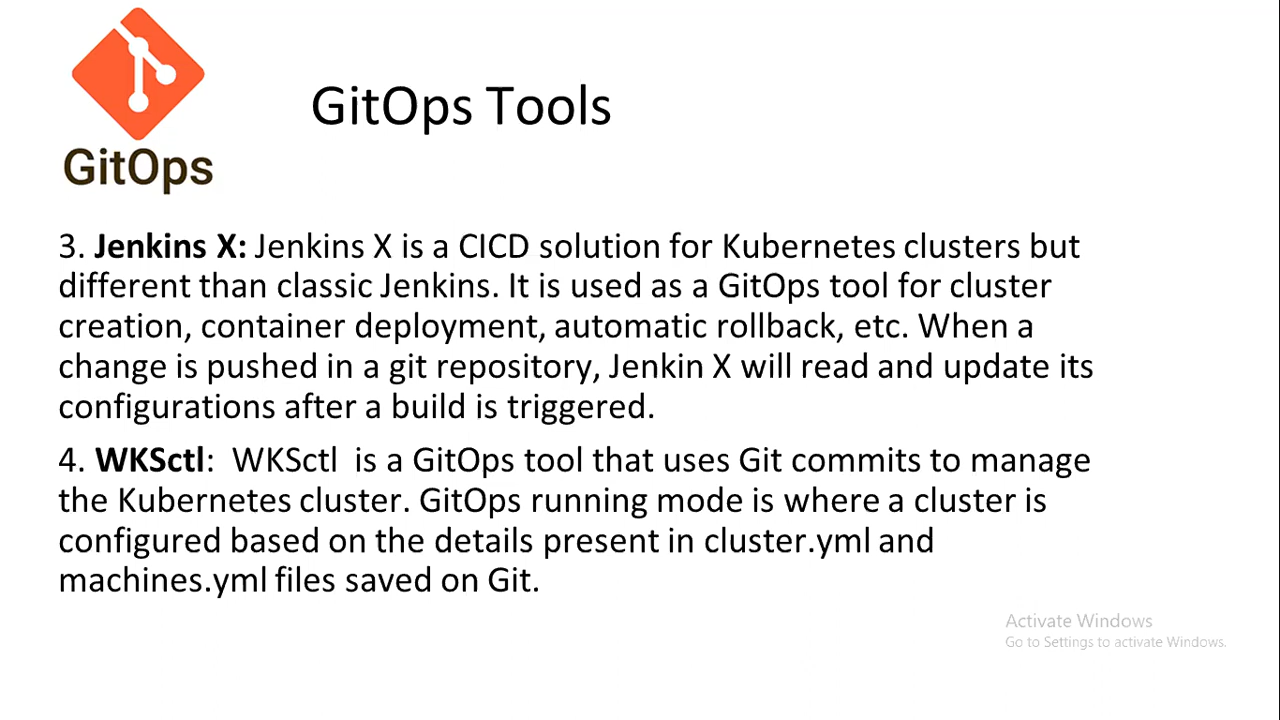 GitOps
GitOps Tools
3. Jenkins X: Jenkins X is a CICD solution for Kubernetes clusters but
different than classic Jenkins. It is used as a GitOps tool for cluster
creation, container deployment, automatic rollback, etc. When a
change is pushed in a git repository, Jenkin X will read and update its
configurations after a build is triggered.
4. WKSctl:  WKSctl  is a GitOps tool that uses Git commits to manage
the Kubernetes cluster. GitOps running mode is where a cluster is
configured based on the details present in cluster.yml and
machines.yml files saved on Git.
Activate Windows
Go to Settings to activate Windows.